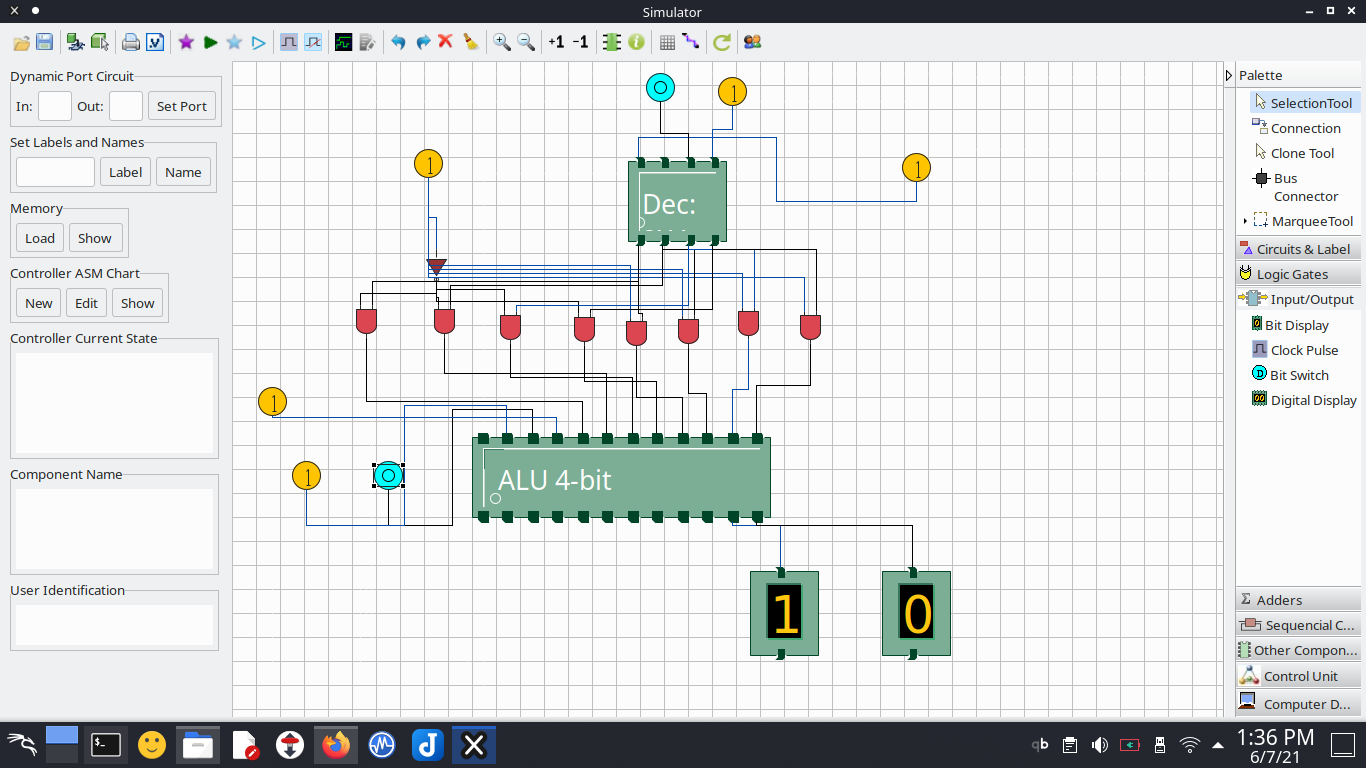 Simulator
+1 -1
Dynamic Port Circuit
In: Out: Set Port
Set Labels and Names
Label Name
Memory
Load Show
Controller ASM Chart
New Edit Show
Controller Current State
Component Name
User Identification
0 1
1
1
Dec:
1
1 0
ALU 4-bit
1 0
Palette
SelectionTool
Connection
Clone Tool
Bus
Connector
MarqueeTool
Circuits & Label
Logic Gates
Input/Output
Bit Display
Clock Pulse
Bit Switch
Digital Display
Σ Adders
Sequential C...
Other Compon...
Control Unit
Computer D...
qb
1:36 PM
6/7/21